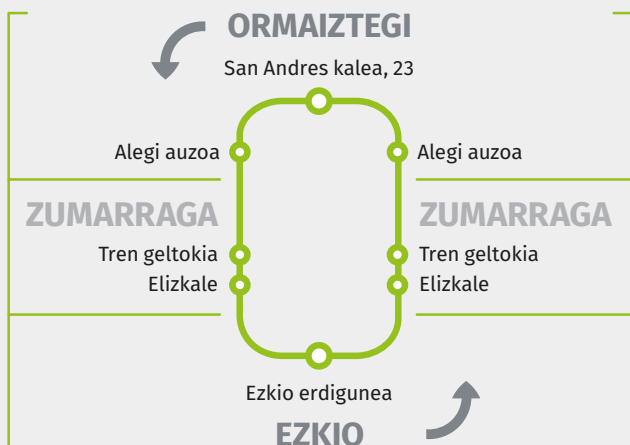 ORMAIZTEGI
San Andres kalea, 23
Alegi auzoa
Alegi auzoa
ZUMARRAGA
ZUMARRAGA
Tren geltokia
Tren geltokia
Elizkale
Elizkale
Ezkio erdigunea
EZKIO